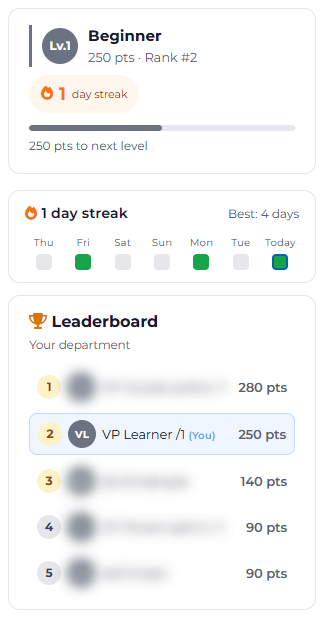 Lv.1
Beginner
250 pts · Rank #2
1 day streak
250 pts to next level
1 day streak
Best: 4 days
Thu Fri Sat Sun Mon Tue Today
Leaderboard
Your department
1 280 pts
2 VL VP Learner /1 (You) 250 pts
3 140 pts
4 90 pts
5 90 pts